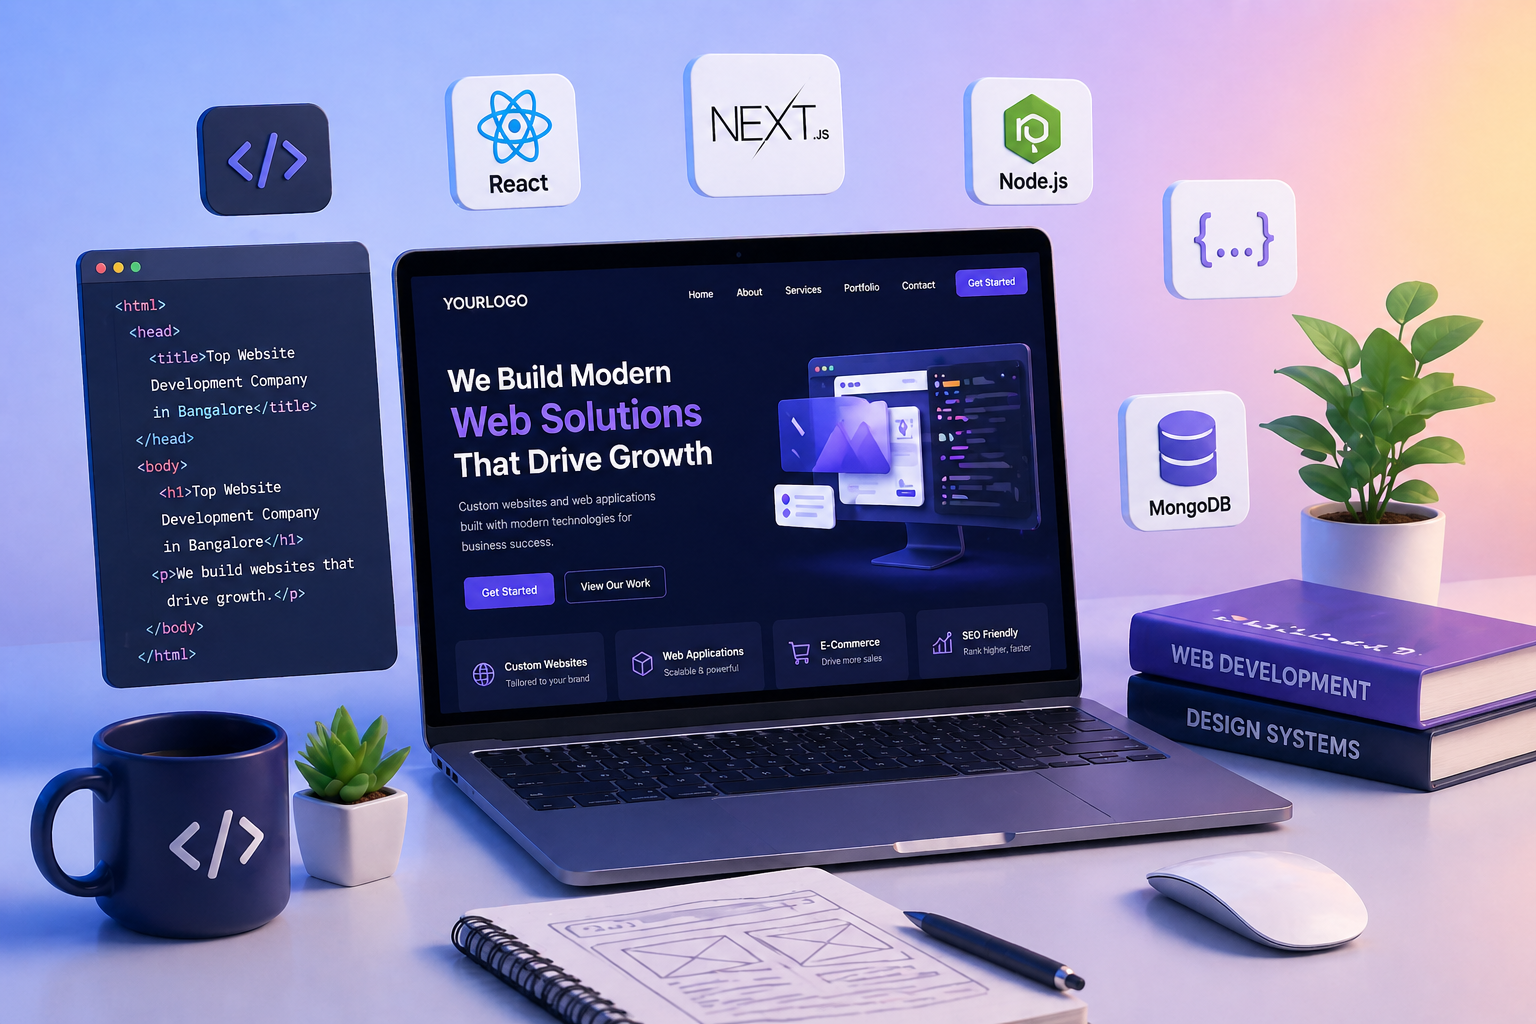 </>
React
NEXT.JS
Node.js
{...}
<html>
<head>
<title>Top Website
Development Company
in Bangalore</title>
</head>
<body>
<h1>Top Website
Development Company
in Bangalore</h1>
<p>We build websites that
drive growth.</p>
</body>
</html>
YOURLOGO
Home About Services Portfolio Contact Get Started
We Build Modern
Web Solutions
That Drive Growth
Custom websites and web applications
built with modern technologies for
business success.
Get Started View Our Work
Custom Websites
Tailored to your brand
Web Applications
Scalable & powerful
E-Commerce
Drive more sales
SEO Friendly
Rank higher, faster
MongoDB
WEB DEVELOPMENT
DESIGN SYSTEMS
</>